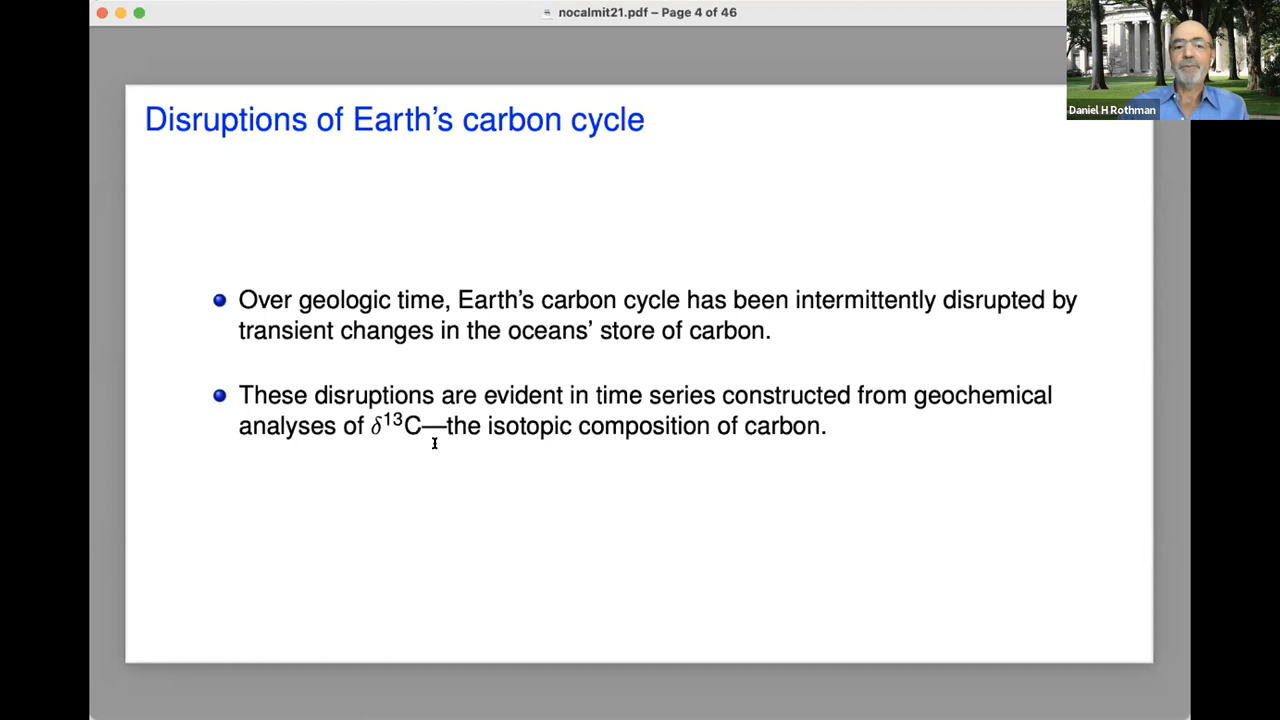 nocalmit21.pdf – Page 4 of 46
Daniel H Rothman
Disruptions of Earth's carbon cycle
Over geologic time, Earth's carbon cycle has been intermittently disrupted by
transient changes in the oceans' store of carbon.
These disruptions are evident in time series constructed from geochemical
analyses of δ¹³C—the isotopic composition of carbon.